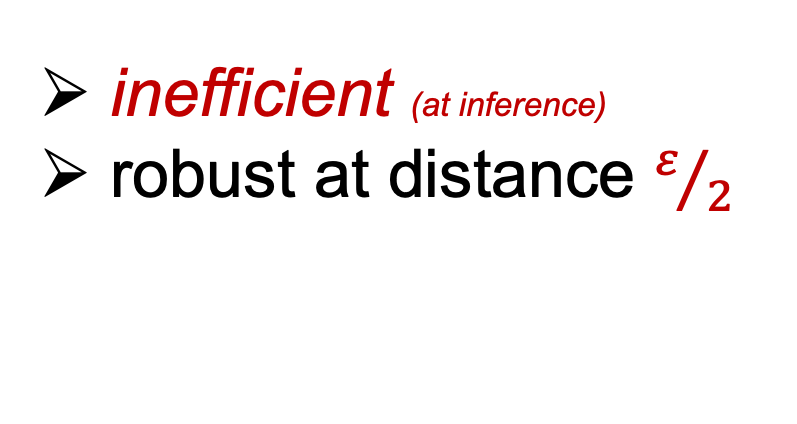 ➢ inefficient (at inference)
➢ robust at distance ε/2